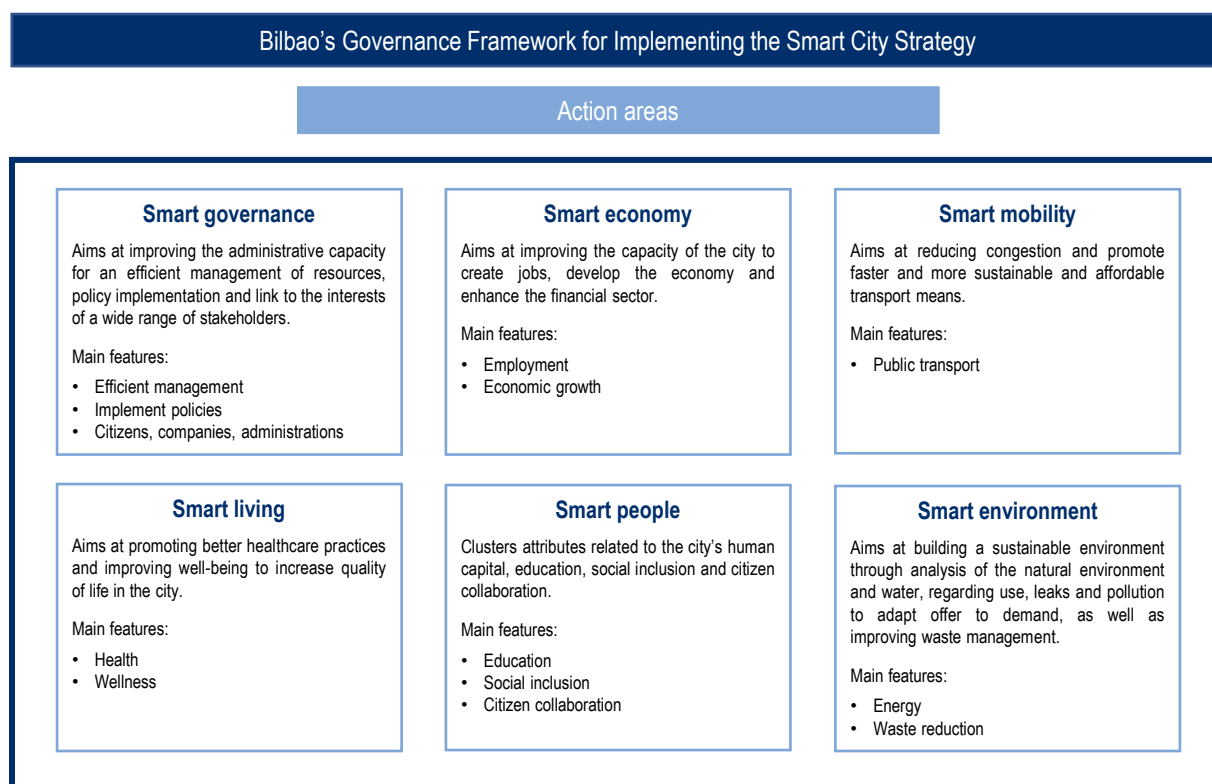 Bilbao's Governance Framework for Implementing the Smart City Strategy
Action areas
Smart governance
Aims at improving the administrative capacity
for an efficient management of resources,
policy implementation and link to the interests
of a wide range of stakeholders.
Main features:
• Efficient management
• Implement policies
• Citizens, companies, administrations
Smart economy
Aims at improving the capacity of the city to
create jobs, develop the economy and
enhance the financial sector.
Main features:
• Employment
• Economic growth
Smart mobility
Aims at reducing congestion and promote
faster and more sustainable and affordable
transport means.
Main features:
• Public transport
Smart living
Aims at promoting better healthcare practices
and improving well-being to increase quality
of life in the city.
Main features:
• Health
• Wellness
Smart people
Clusters attributes related to the city's human
capital, education, social inclusion and citizen
collaboration.
Main features:
• Education
• Social inclusion
• Citizen collaboration
Smart environment
Aims at building a sustainable environment
through analysis of the natural environment
and water, regarding use, leaks and pollution
to adapt offer to demand, as well as
improving waste management.
Main features:
• Energy
• Waste reduction